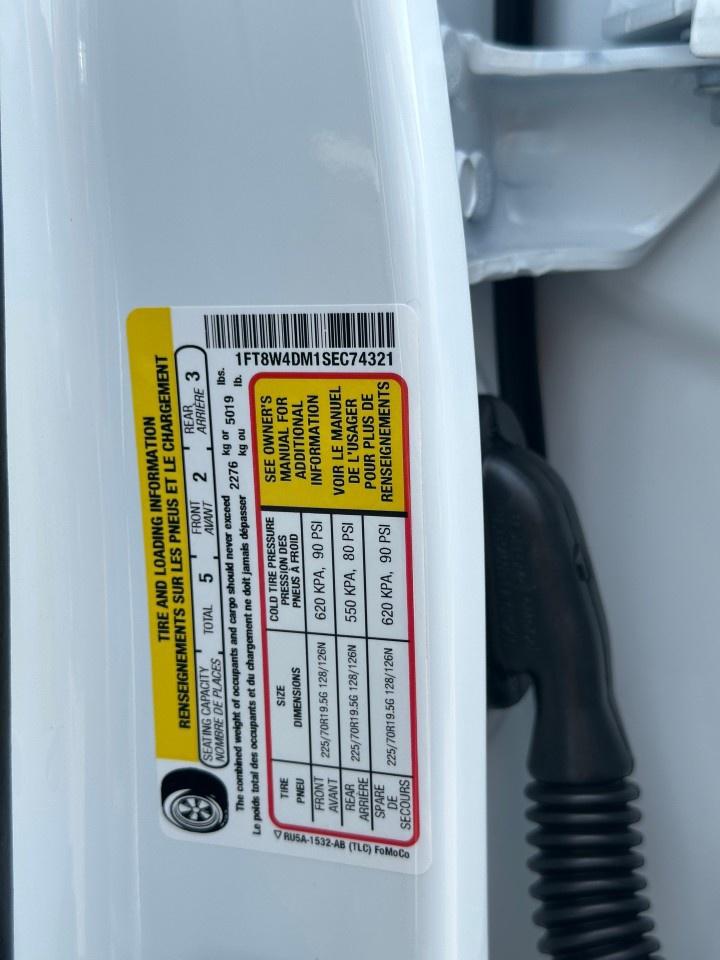 TIRE AND LOADING INFORMATION
RENSEIGNEMENTS SUR LES PNEUS ET LE CHARGEMENT
SEATING CAPACITY
NOMBRE DE PLACES
TOTAL 5
FRONT
AVANT 2
REAR
ARRIÈRE 3
The combined weight of occupants and cargo should never exceed 2276 kg or 5019 lbs.
Le poids total des occupants et du chargement ne doit jamais dépasser kg ou lb.
TIRE
PNEU
SIZE
DIMENSIONS
COLD TIRE PRESSURE
PRESSION DES
PNEUS À FROID
FRONT
AVANT
225/70R19.5G 128/126N
620 KPA, 90 PSI
REAR
ARRIÈRE
225/70R19.5G 128/126N
550 KPA, 80 PSI
SPARE
DE
SECOURS
225/70R19.5G 128/126N
620 KPA, 90 PSI
SEE OWNER'S
MANUAL FOR
ADDITIONAL
INFORMATION
VOIR LE MANUEL
DE L'USAGER
POUR PLUS DE
RENSEIGNEMENTS
1FT8W4DM1SEC74321
RU5A-1532-AB (TLC) FoMoCo